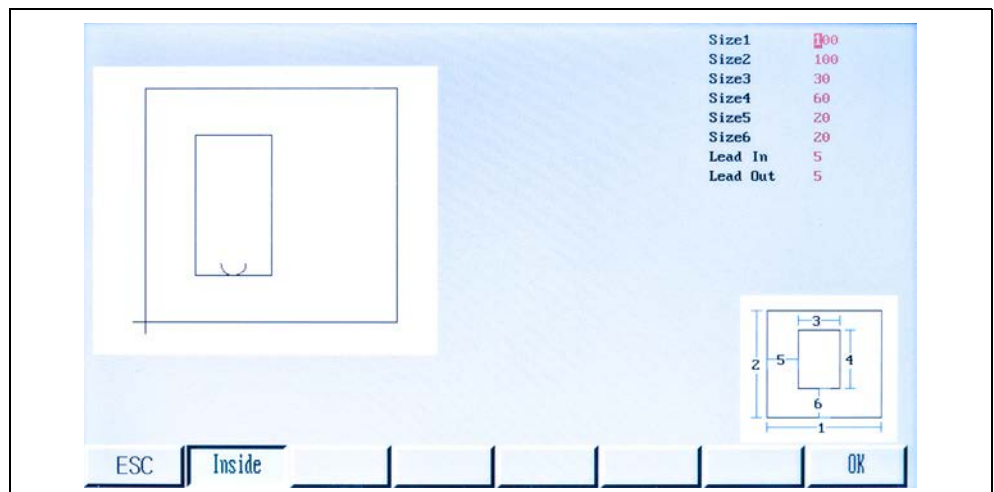 Size1 100
Size2 100
Size3 30
Size4 60
Size5 20
Size6 20
Lead In 5
Lead Out 5
3
2 5 4
6
1
ESC Inside OK